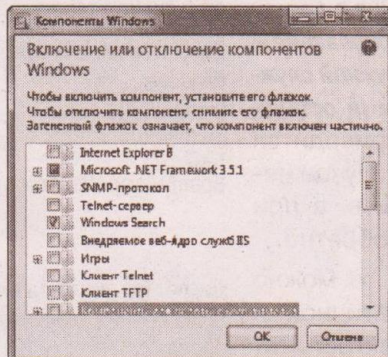 Компоненты Windows
Включение или отключение компонентов
Windows
Чтобы включить компонент, установите его флажок.
Чтобы отключить компонент, снимите его флажок.
Затененный флажок означает, что компонент включен частично.
Internet Explorer 8
Microsoft .NET Framework 3.5.1
SNMP-протокол
Telnet-сервер
Windows Search
Внедряемое веб-ядро служб IIS
Игры
Клиент Telnet
Клиент TFTP
ОК
Отмена